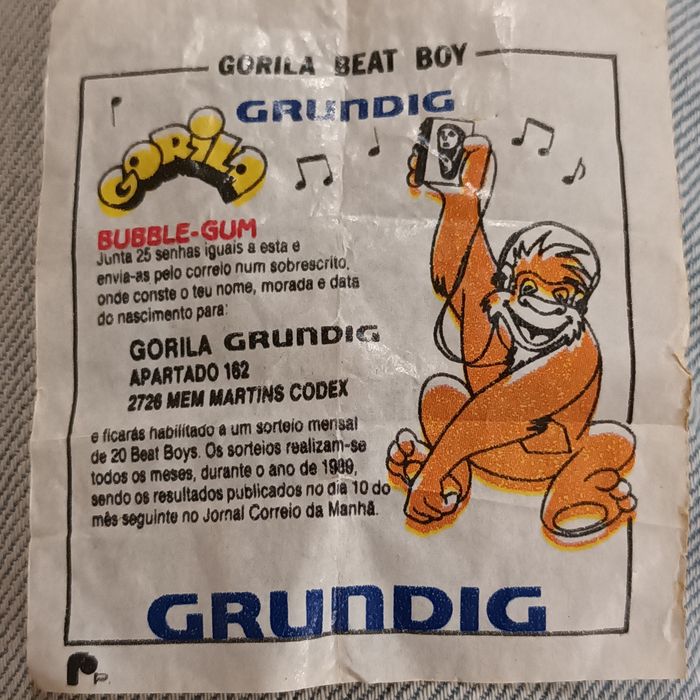 GORILA BEAT BOY
GRUNDIG
GORILA
BUBBLE-GUM
Junta 25 senhas iguais a esta e
envia-as pelo correio num sobrescrito,
onde conste o teu nome, morada e data
do nascimento para:
GORILA GRUNDIG
APARTADO 162
2726 MEM MARTINS CODEX
e ficarás habilitado a um sorteio mensal
de 20 Beat Boys. Os sorteios realizam-se
todos os meses, durante o ano de 1989,
sendo os resultados publicados no dia 10 do
mês seguinte no Jornal Correio da Manhã.
GRUNDIG